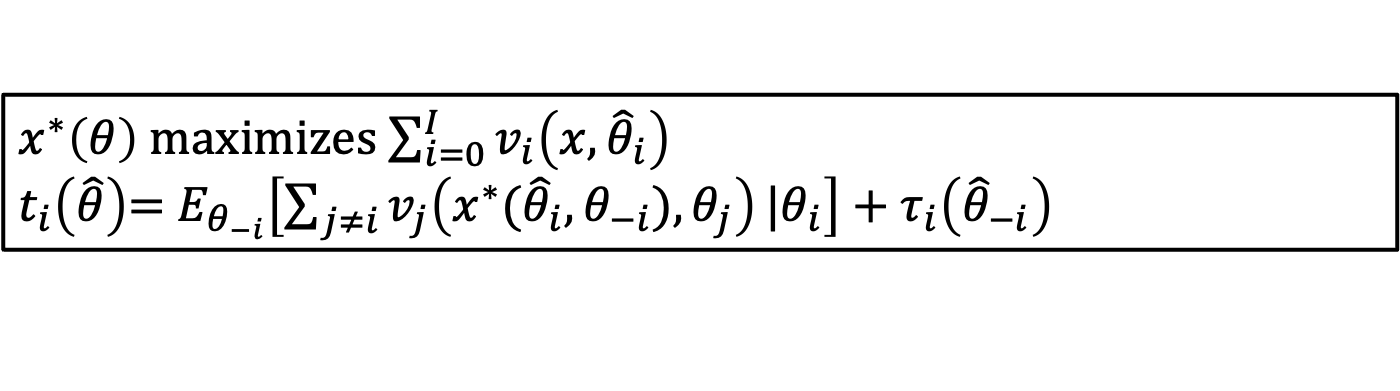 x*(θ) maximizes ∑_{i=0}^{I} v_i(x, θ̂_i)
t_i(θ̂)= E_{θ_{-i}}[∑_{j≠i} v_j(x*(θ̂_i, θ_{-i}), θ_j) |θ_i] + τ_i(θ̂_{-i})